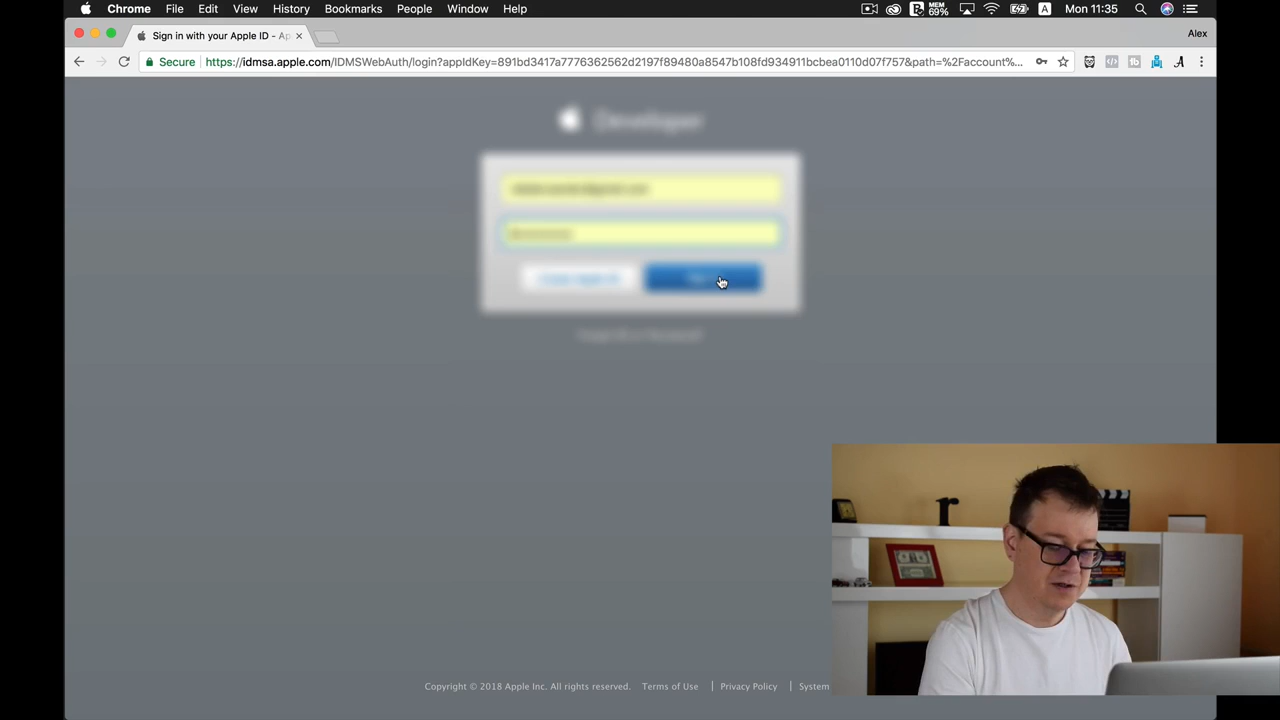 Chrome File Edit View History Bookmarks People Window Help MEM 69% A Mon 11:35
Sign in with your Apple ID - Ap Alex
Secure https://idmsa.apple.com/IDMSWebAuth/login?appIdKey=891bd3417a7776362562d2197f89480a8547b108fd934911bcbea0110d07f757&path=%2Faccount%...
Developer
Copyright © 2018 Apple Inc. All rights reserved. Terms of Use | Privacy Policy | System